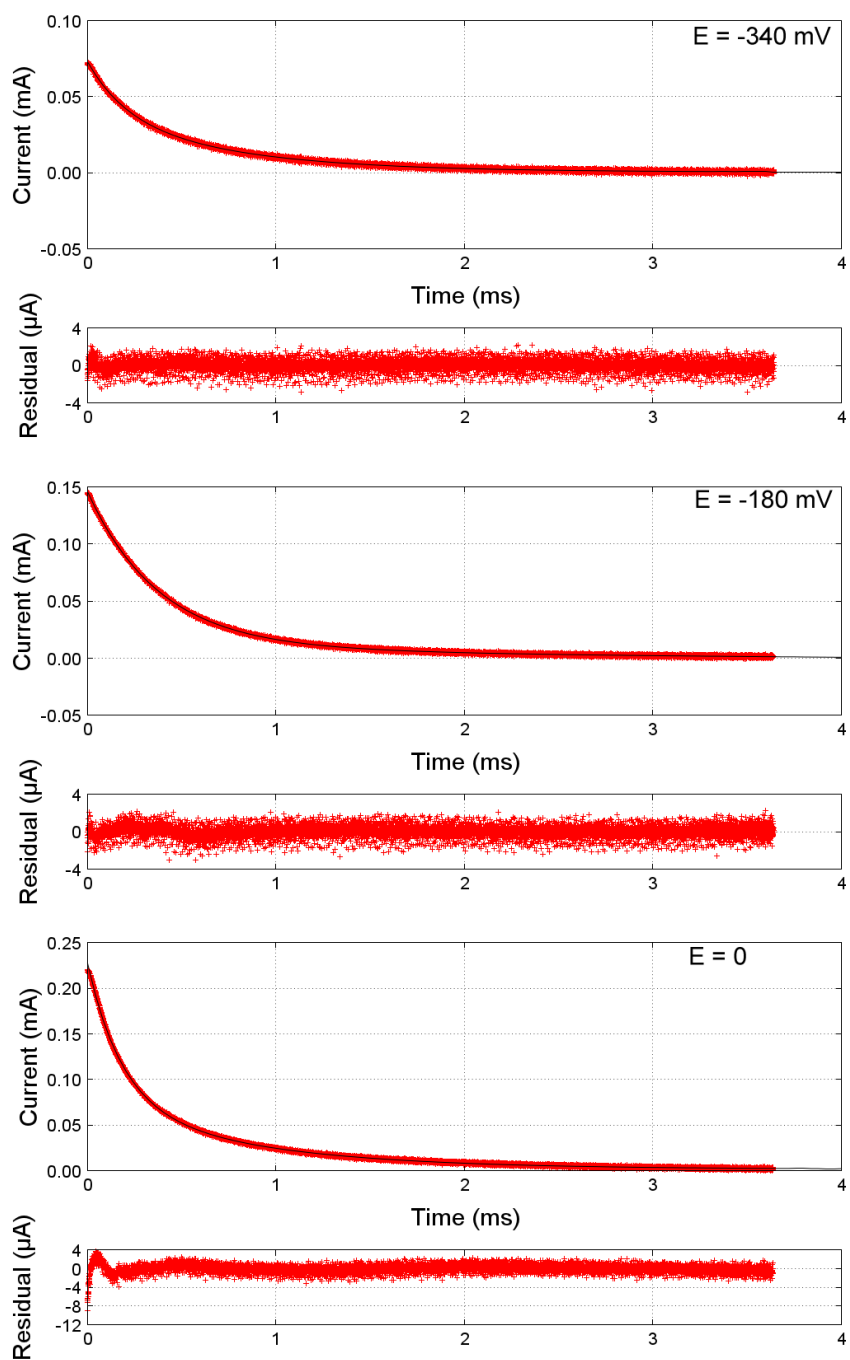 E = -340 mV
Current (mA)
0.10
0.05
0.00
-0.05
0 1 2 3 4
Time (ms)
Residual (µA)
4
0
-4
0 1 2 3 4
E = -180 mV
Current (mA)
0.15
0.10
0.05
0.00
-0.05
0 1 2 3 4
Time (ms)
Residual (µA)
4
0
-4
0 1 2 3 4
E = 0
Current (mA)
0.25
0.20
0.15
0.10
0.05
0.00
0 1 2 3 4
Time (ms)
Residual (µA)
4
0
-4
-8
-12
0 1 2 3 4